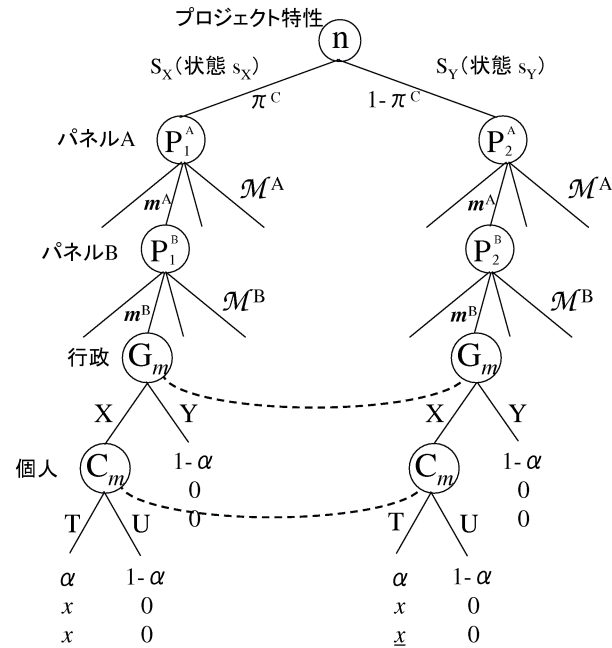 プロジェクト特性
n
S_X(状態 s_X) S_Y(状態 s_Y)
π^C 1-π^C
パネルA P_1^A P_2^A
m^A ℳ^A m^A ℳ^A
パネルB P_1^B P_2^B
m^B ℳ^B m^B ℳ^B
行政 G_m G_m
X Y X Y
個人 C_m 1-α C_m 1-α
0 0
T U 0 T U 0
α 1-α α 1-α
x 0 x 0
x 0 x̲ 0